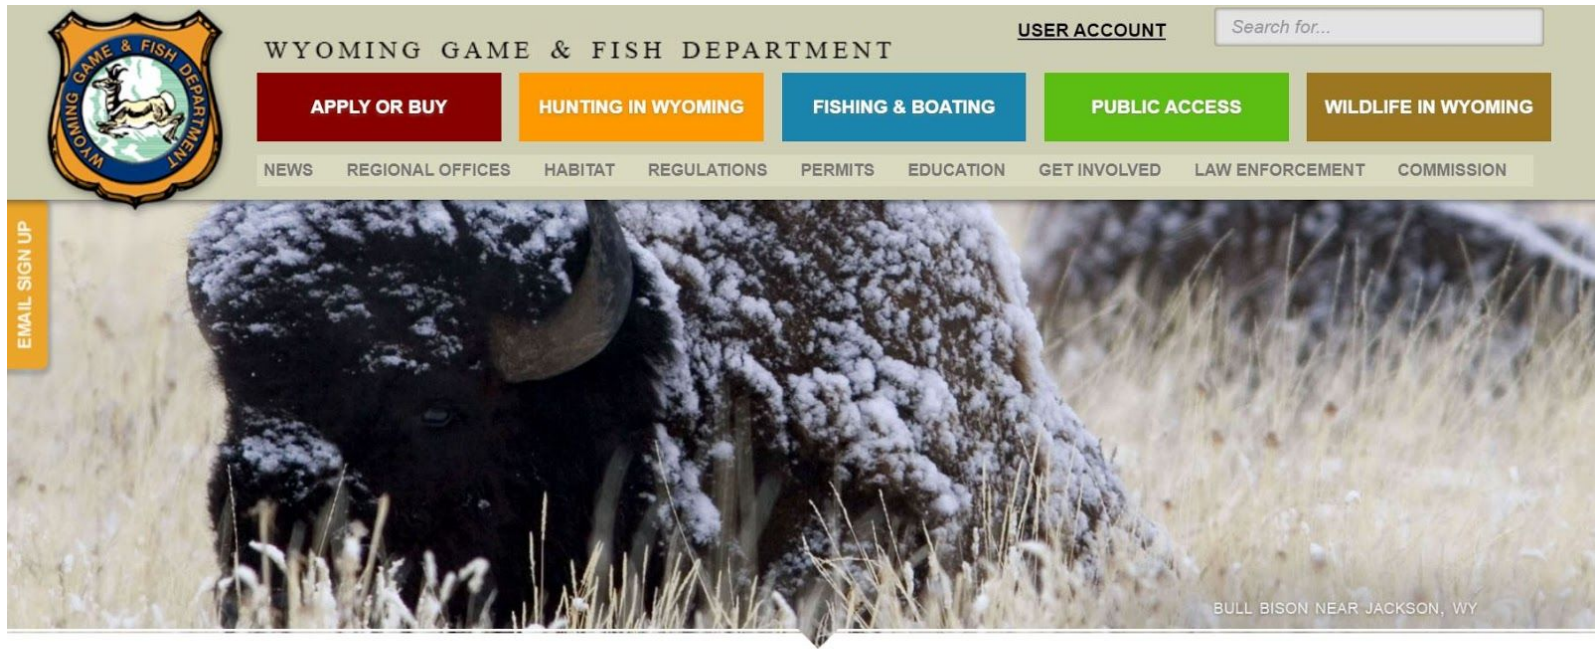 WYOMING GAME & FISH DEPARTMENT
WYOMING GAME & FISH DEPARTMENT
USER ACCOUNT
Search for...
APPLY OR BUY
HUNTING IN WYOMING
FISHING & BOATING
PUBLIC ACCESS
WILDLIFE IN WYOMING
NEWS REGIONAL OFFICES HABITAT REGULATIONS PERMITS EDUCATION GET INVOLVED LAW ENFORCEMENT COMMISSION
EMAIL SIGN UP
BULL BISON NEAR JACKSON, WY